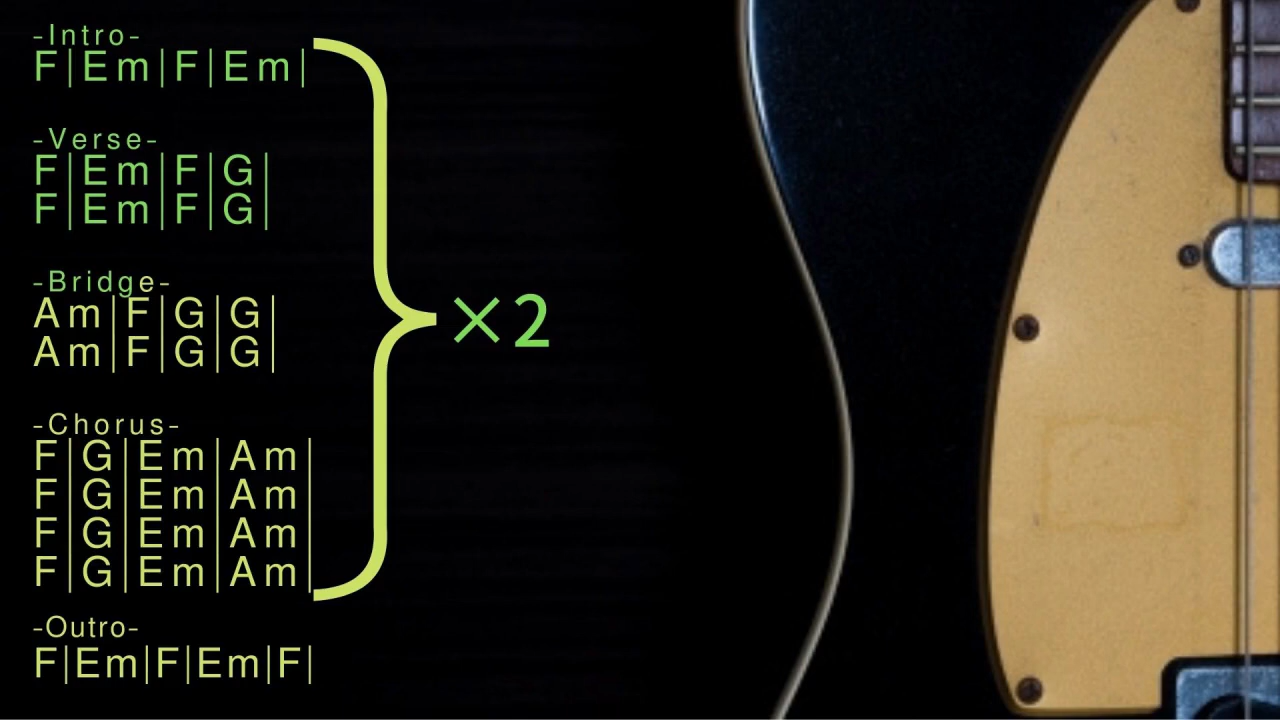 -Intro-
F|Em|F|Em|
-Verse-
F|Em|F|G|
F|Em|F|G|
-Bridge-
Am|F|G|G|
Am|F|G|G|
×2
-Chorus-
F|G|Em|Am|
F|G|Em|Am|
F|G|Em|Am|
F|G|Em|Am|
-Outro-
F|Em|F|Em|F|